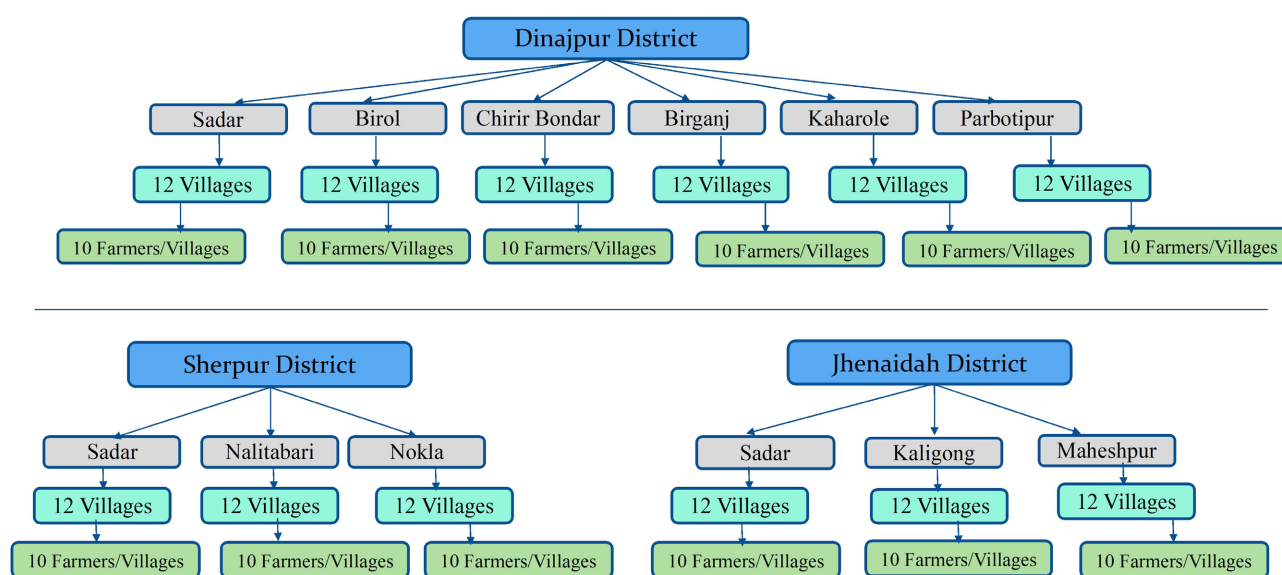 Dinajpur District
Sadar
Birol
Chirir Bondar
Birganj
Kaharole
Parbotipur
12 Villages
12 Villages
12 Villages
12 Villages
12 Villages
12 Villages
10 Farmers/Villages
10 Farmers/Villages
10 Farmers/Villages
10 Farmers/Villages
10 Farmers/Villages
10 Farmers/Villages
Sherpur District
Sadar
Nalitabari
Nokla
12 Villages
12 Villages
12 Villages
10 Farmers/Villages
10 Farmers/Villages
10 Farmers/Villages
Jhenaidah District
Sadar
Kaligong
Maheshpur
12 Villages
12 Villages
12 Villages
10 Farmers/Villages
10 Farmers/Villages
10 Farmers/Villages